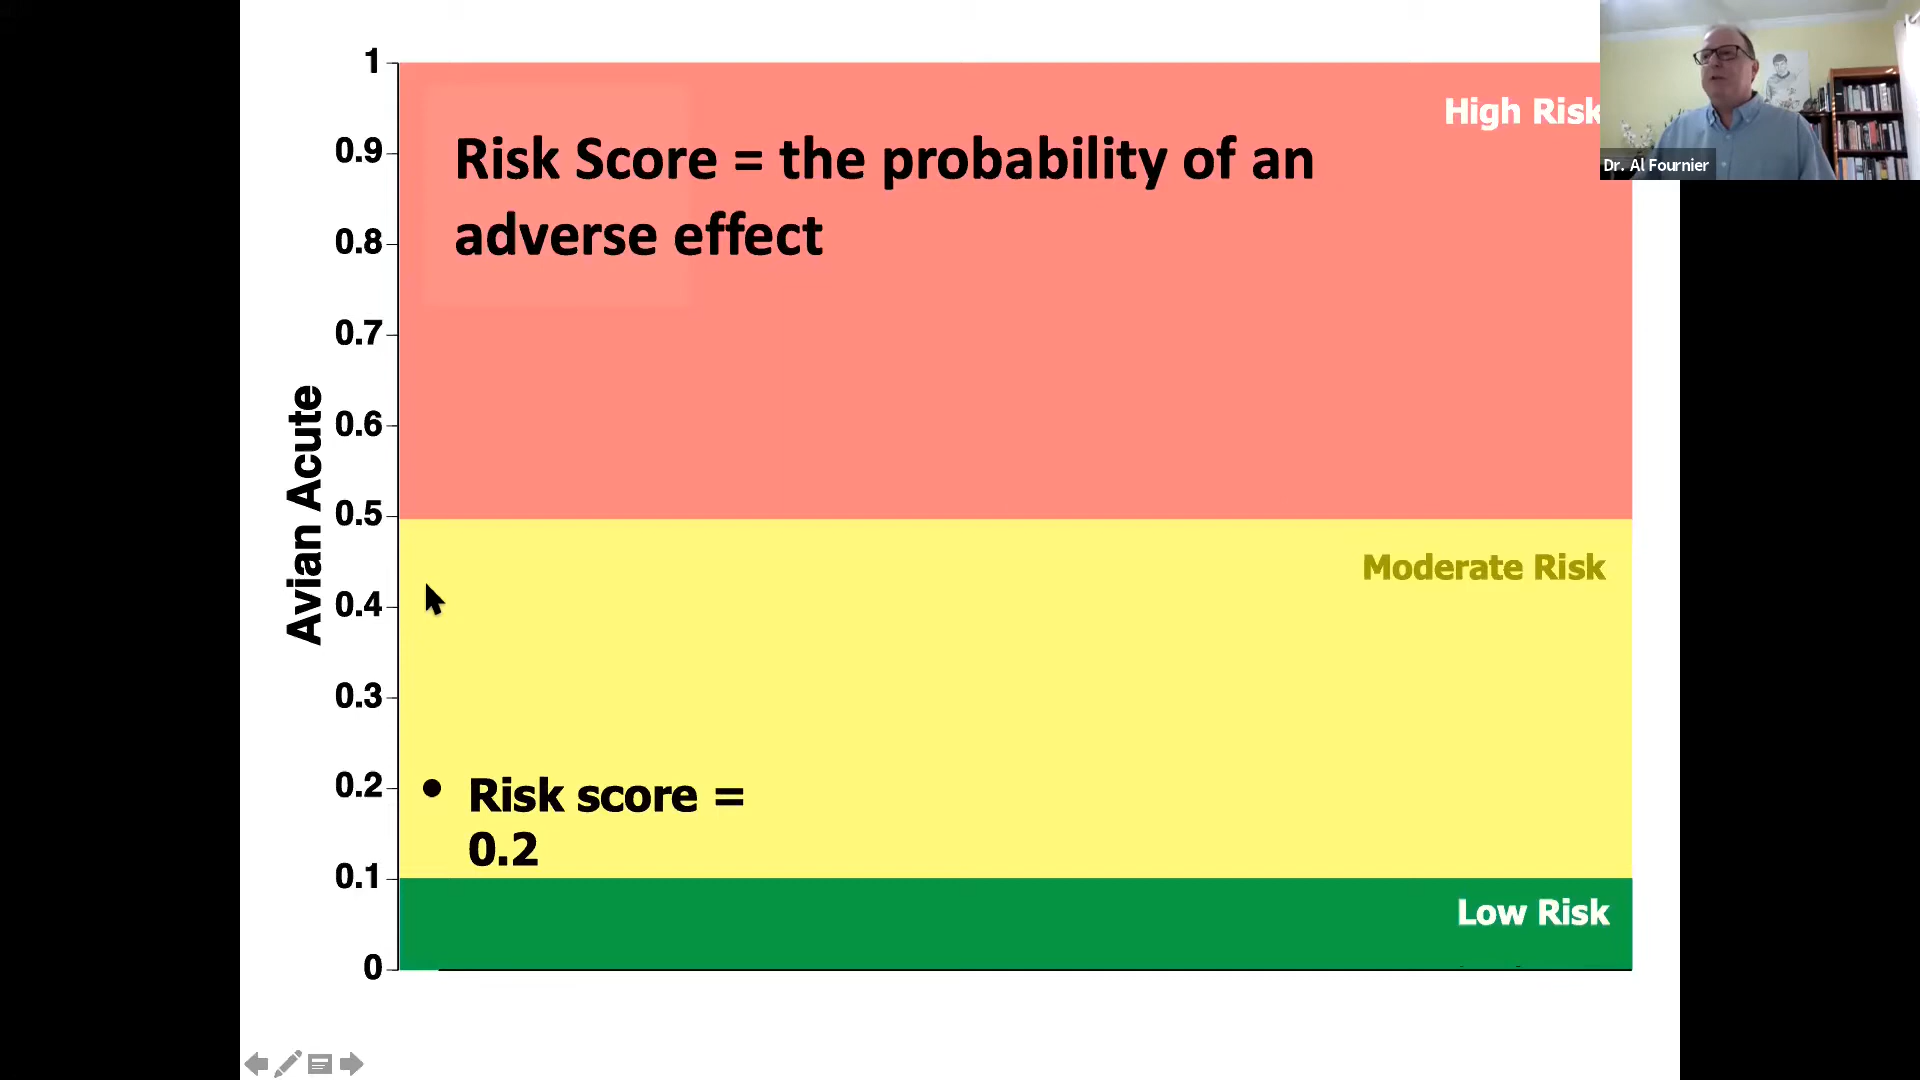 1
High Risk
Dr. Al Fournier
0.9
Risk Score = the probability of an
adverse effect
0.8
0.7
0.6
0.5
Avian Acute
Moderate Risk
0.4
0.3
0.2
Risk score =
0.2
0.1
Low Risk
0